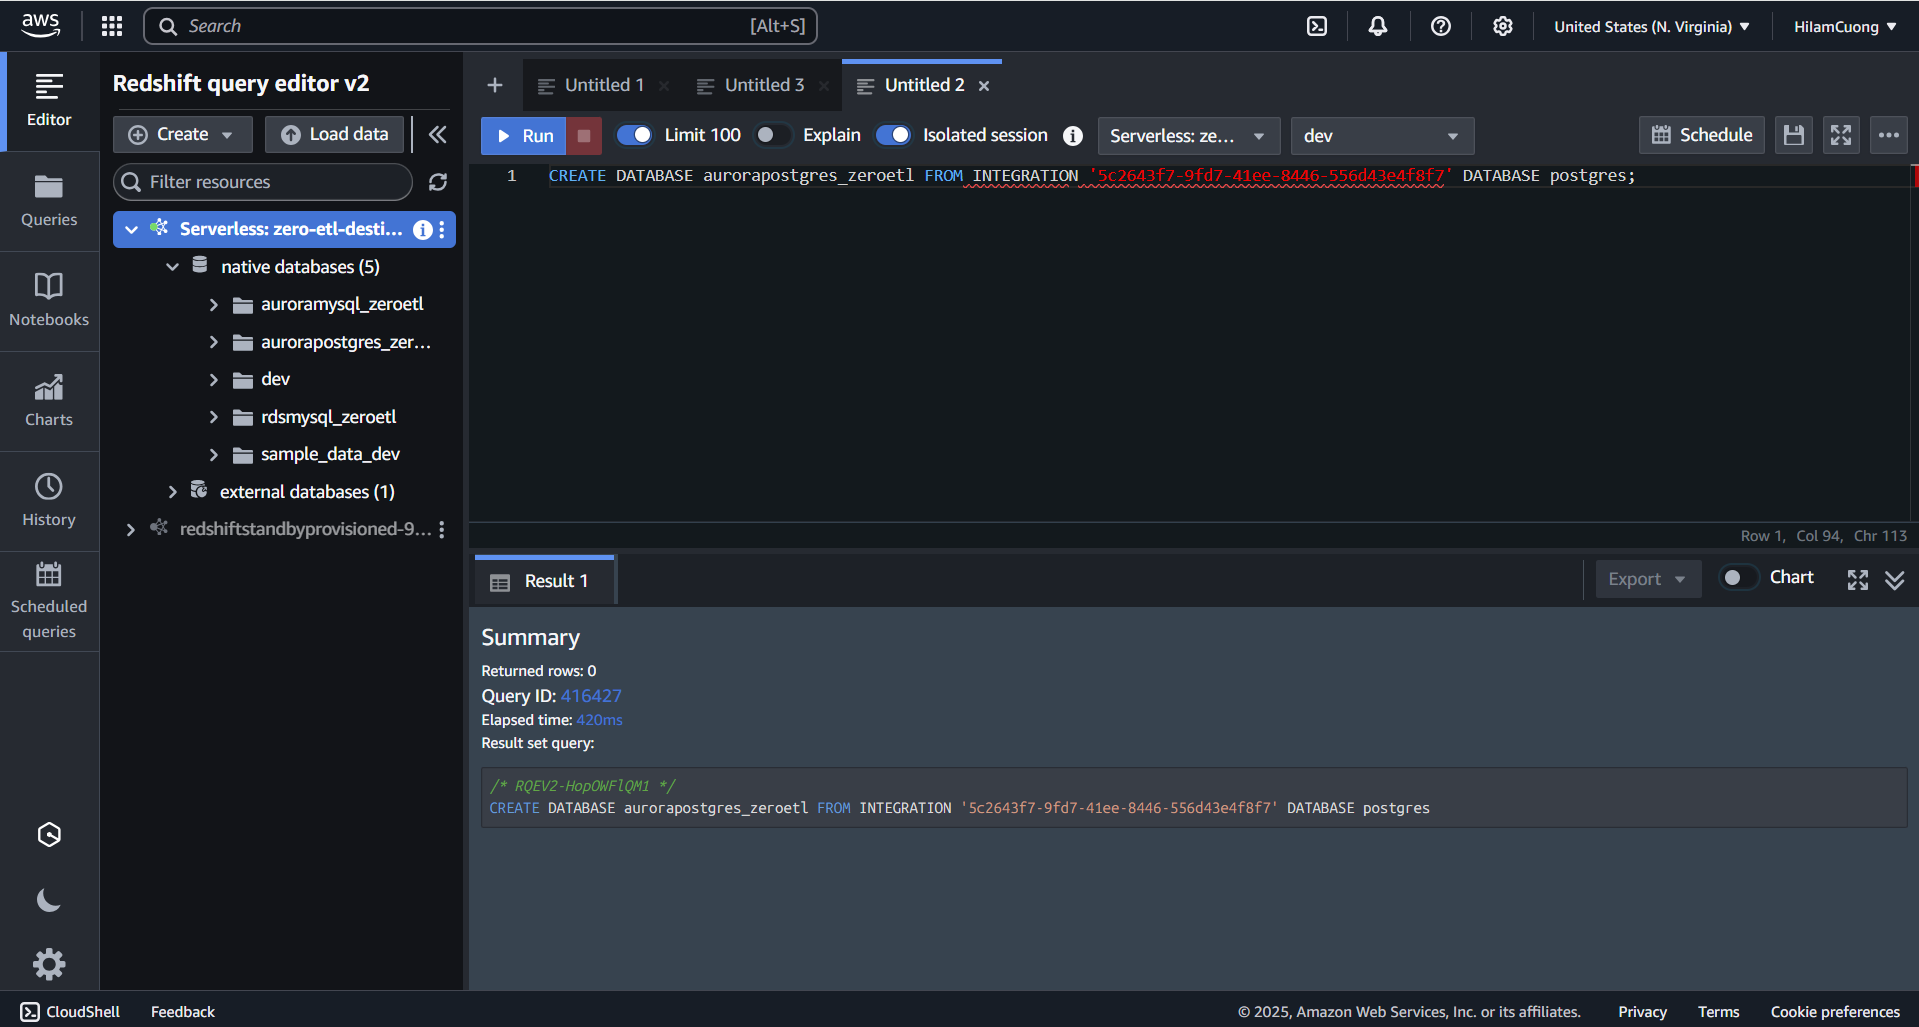 aws
Search
[Alt+S]
United States (N. Virginia)
HilamCuong
Editor
Queries
Notebooks
Charts
History
Scheduled
queries
Redshift query editor v2
Create
Load data
Filter resources
Serverless: zero-etl-desti...
native databases (5)
auroramysql_zeroetl
aurorapostgres_zer...
dev
rdsmysql_zeroetl
sample_data_dev
external databases (1)
redshiftstandbyprovisioned-9...
Untitled 1
Untitled 3
Untitled 2
Run
Limit 100
Explain
Isolated session
Serverless: ze...
dev
Schedule
1 CREATE DATABASE aurorapostgres_zeroetl FROM INTEGRATION '5c2643f7-9fd7-41ee-8446-556d43e4f8f7' DATABASE postgres;
Row 1, Col 94, Chr 113
Result 1
Export
Chart
Summary
Returned rows: 0
Query ID: 416427
Elapsed time: 420ms
Result set query:
/* RQEV2-HopOWFlQM1 */
CREATE DATABASE aurorapostgres_zeroetl FROM INTEGRATION '5c2643f7-9fd7-41ee-8446-556d43e4f8f7' DATABASE postgres
CloudShell
Feedback
© 2025, Amazon Web Services, Inc. or its affiliates.
Privacy
Terms
Cookie preferences